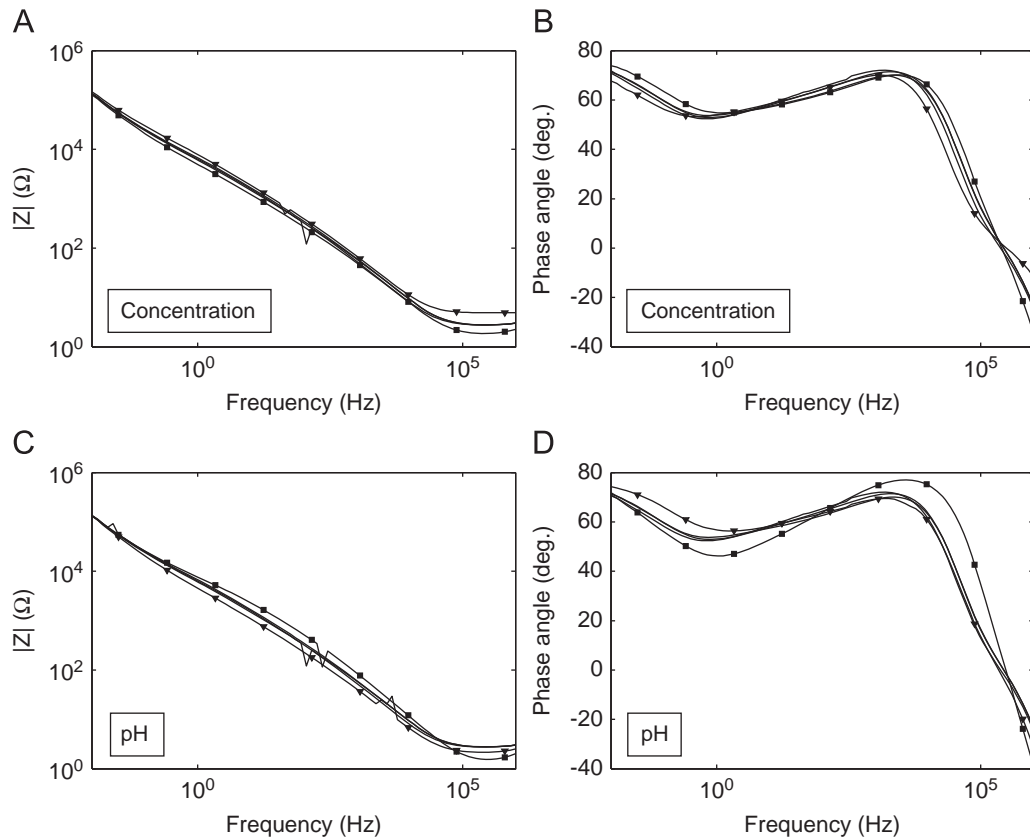 A
10^6
10^4
10^2
10^0
|Z| (Ω)
Concentration
10^0
10^5
Frequency (Hz)
B
80
60
40
20
0
-20
-40
Phase angle (deg.)
Concentration
10^0
10^5
Frequency (Hz)
C
10^6
10^4
10^2
10^0
|Z| (Ω)
pH
10^0
10^5
Frequency (Hz)
D
80
60
40
20
0
-20
-40
Phase angle (deg.)
pH
10^0
10^5
Frequency (Hz)